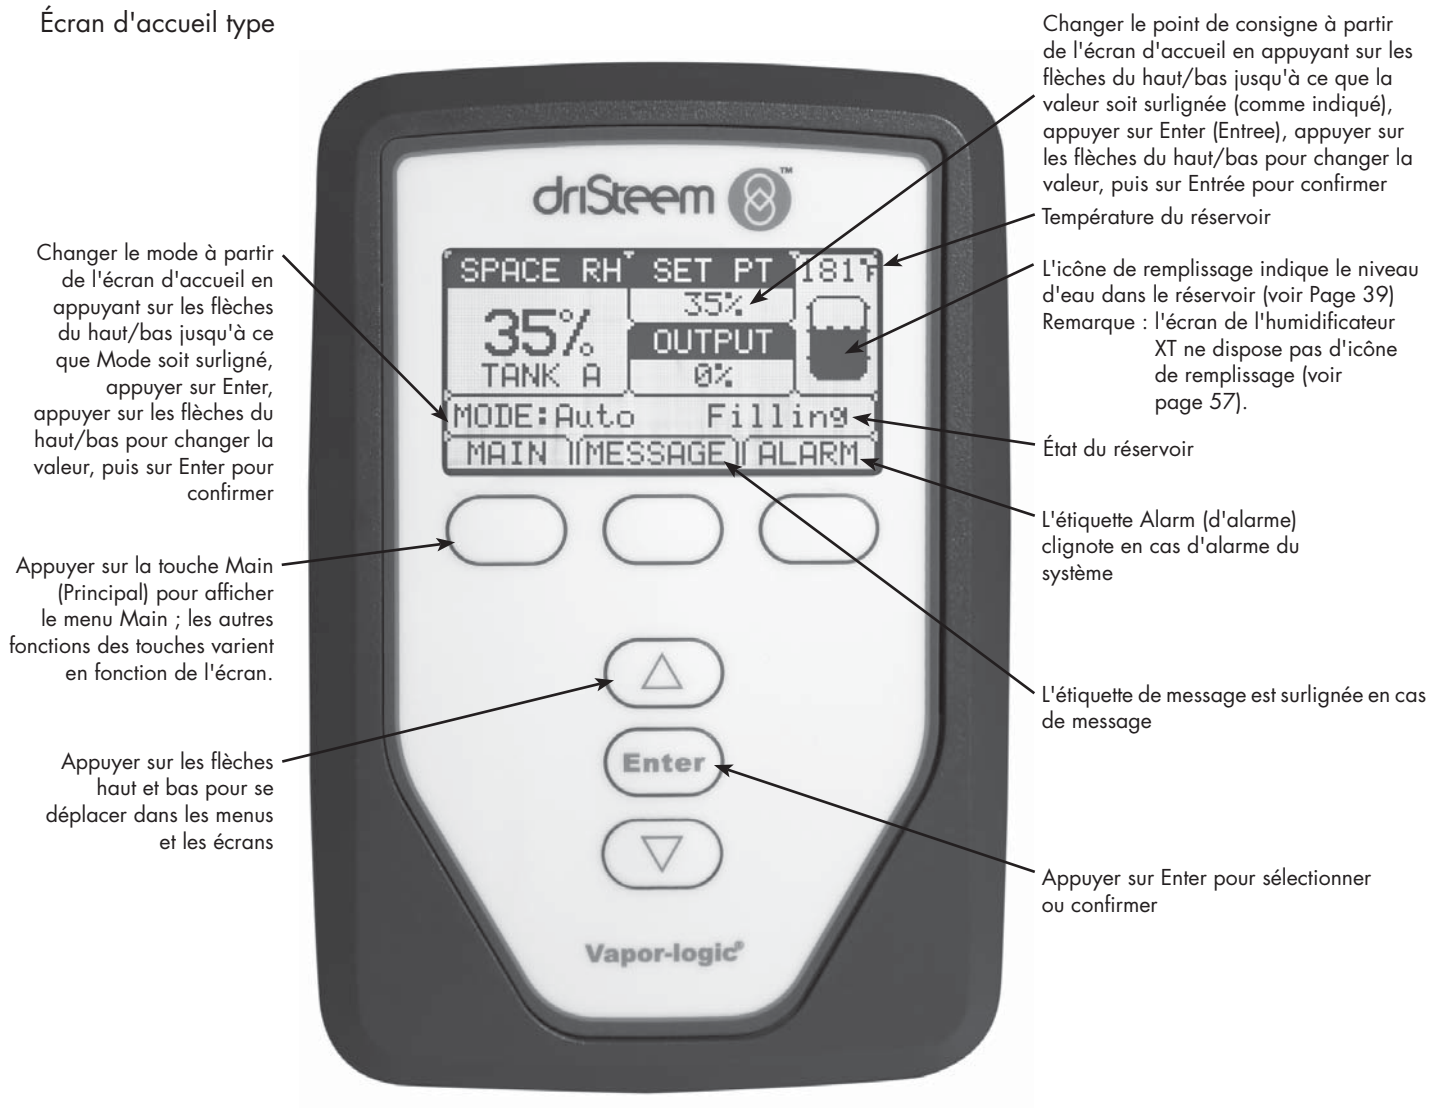 Écran d'accueil type
Changer le point de consigne à partir
de l'écran d'accueil en appuyant sur les
flèches du haut/bas jusqu'à ce que la
valeur soit surlignée (comme indiqué),
appuyer sur Enter (Entree), appuyer sur
les flèches du haut/bas pour changer la
valeur, puis sur Entrée pour confirmer
Température du réservoir
L'icône de remplissage indique le niveau
d'eau dans le réservoir (voir Page 39)
Remarque : l'écran de l'humidificateur
XT ne dispose pas d'icône
de remplissage (voir
page 57).
État du réservoir
L'étiquette Alarm (d'alarme)
clignote en cas d'alarme du
système
L'étiquette de message est surlignée en cas
de message
Appuyer sur Enter pour sélectionner
ou confirmer
Changer le mode à partir
de l'écran d'accueil en
appuyant sur les flèches
du haut/bas jusqu'à ce
que Mode soit surligné,
appuyer sur Enter,
appuyer sur les flèches du
haut/bas pour changer la
valeur, puis sur Enter pour
confirmer
Appuyer sur la touche Main
(Principal) pour afficher
le menu Main ; les autres
fonctions des touches varient
en fonction de l'écran.
Appuyer sur les flèches
haut et bas pour se
déplacer dans les menus
et les écrans
driSteem ™
SPACE RH SET PT 181°F
35%
35%
OUTPUT
TANK A 0%
MODE:Auto Filling
MAIN MESSAGE ALARM
Enter
Vapor-logic®